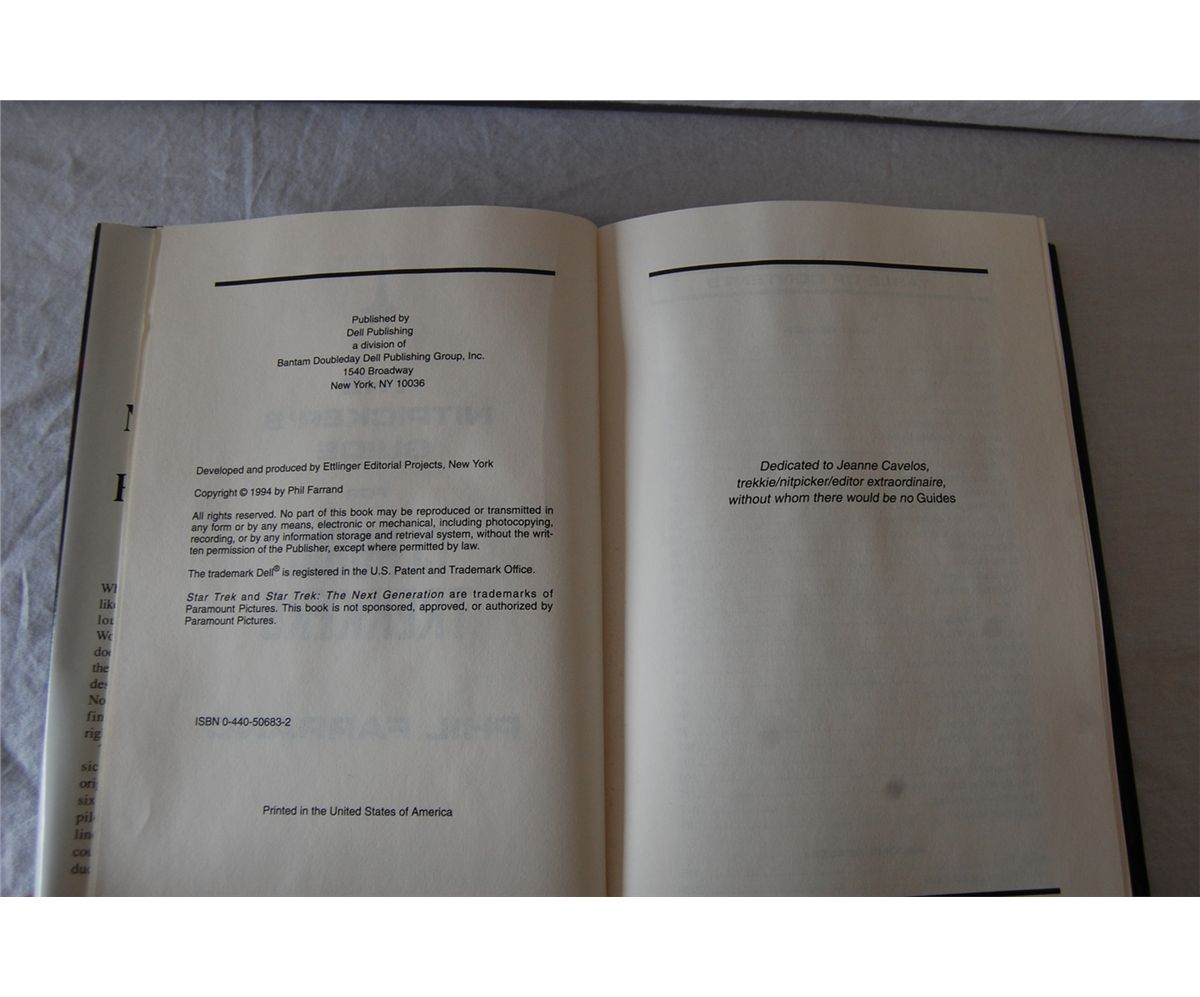 Published by
Dell Publishing
a division of
Bantam Doubleday Dell Publishing Group, Inc.
1540 Broadway
New York, NY 10036
Developed and produced by Ettlinger Editorial Projects, New York
Copyright © 1994 by Phil Farrand
All rights reserved. No part of this book may be reproduced or transmitted in
any form or by any means, electronic or mechanical, including photocopying,
recording, or by any information storage and retrieval system, without the writ-
ten permission of the Publisher, except where permitted by law.
The trademark Dell® is registered in the U.S. Patent and Trademark Office.
Star Trek and Star Trek: The Next Generation are trademarks of
Paramount Pictures. This book is not sponsored, approved, or authorized by
Paramount Pictures.
ISBN 0-440-50683-2
Printed in the United States of America
Dedicated to Jeanne Cavelos,
trekkie/nitpicker/editor extraordinaire,
without whom there would be no Guides